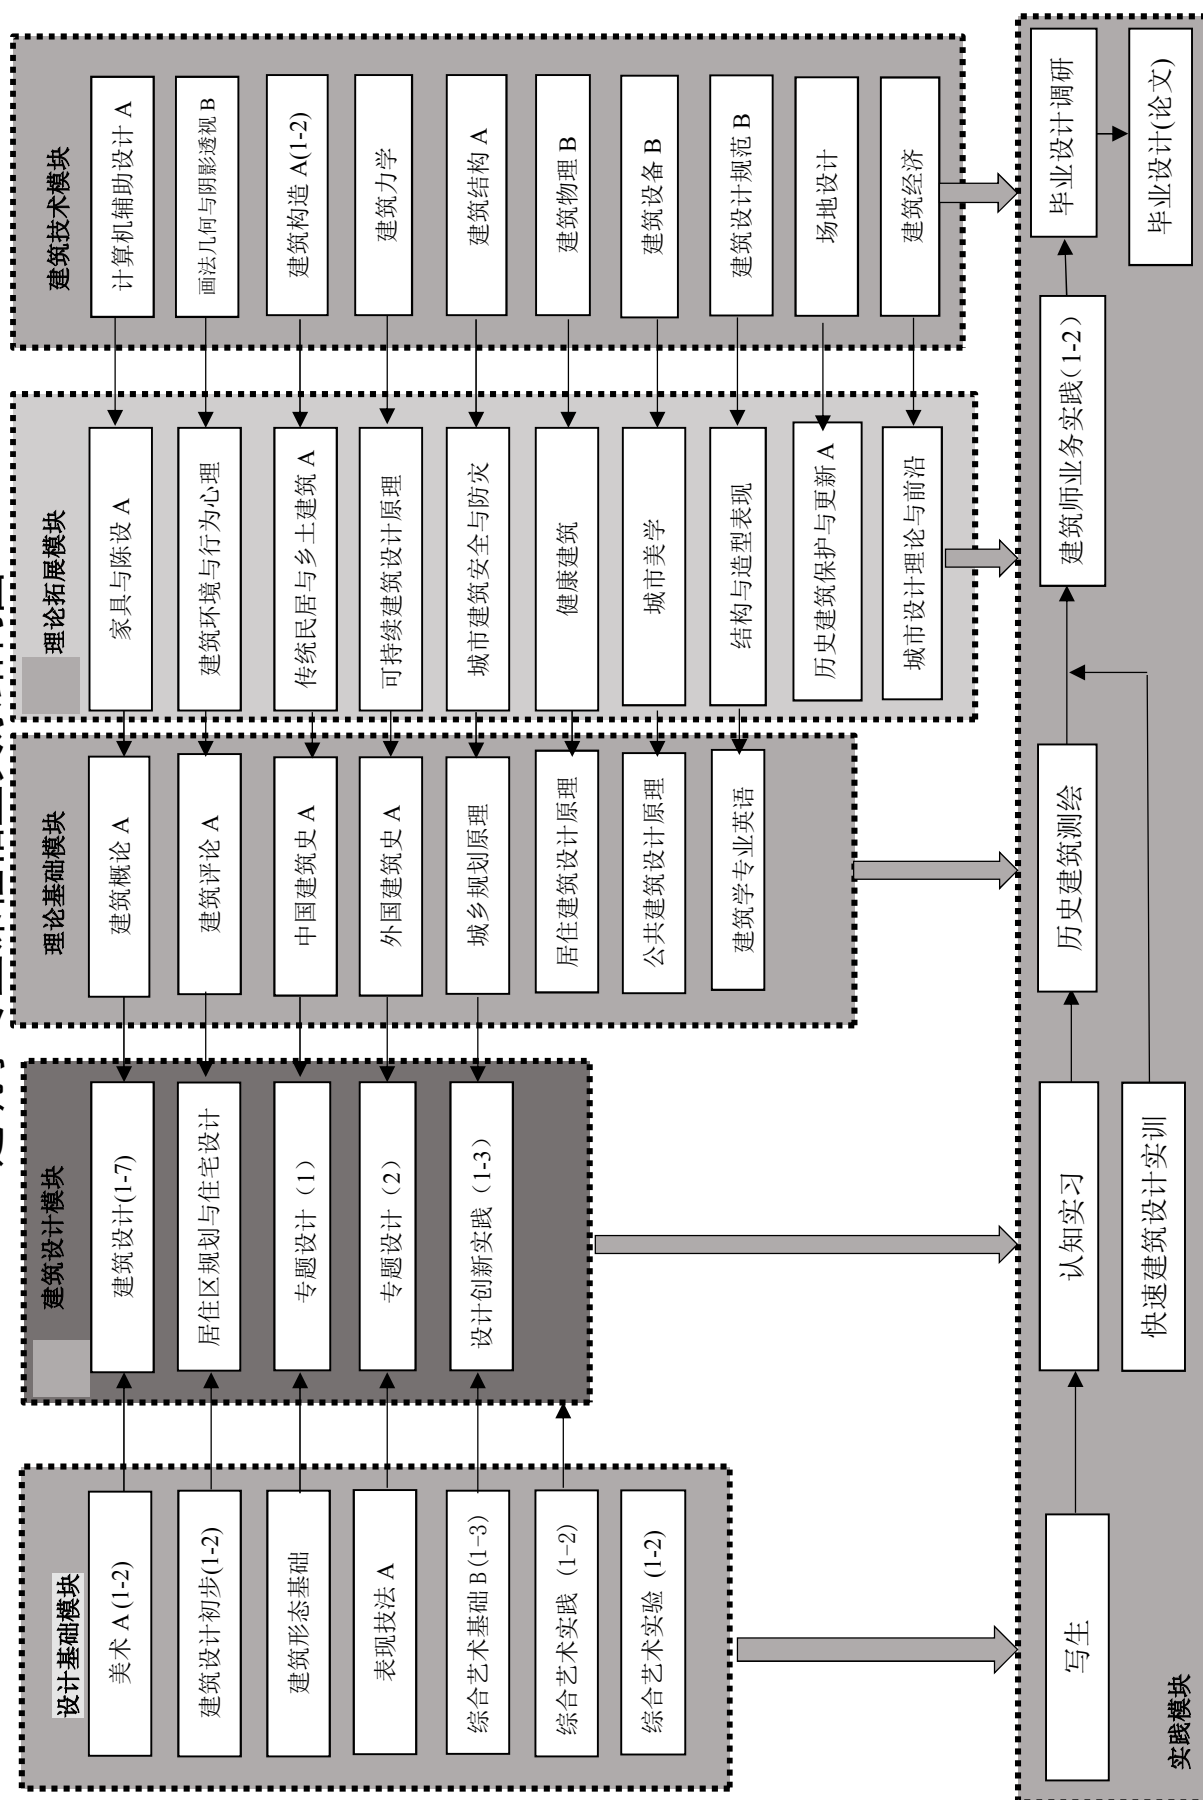 设计基础模块
美术 A (1-2)
建筑设计初步(1-2)
建筑形态基础
表现技法 A
综合艺术基础 B (1-3)
综合艺术实践（1-2）
综合艺术实验 (1-2)
建筑设计模块
建筑设计(1-7)
居住区规划与住宅设计
专题设计（1）
专题设计（2）
设计创新实践（1-3）
理论基础模块
建筑概论 A
建筑评论 A
中国建筑史 A
外国建筑史 A
城乡规划原理
居住建筑设计原理
公共建筑设计原理
建筑学专业英语
理论拓展模块
家具与陈设 A
建筑环境与行为心理
传统民居与乡土建筑 A
可持续建筑设计原理
城市建筑安全与防灾
健康建筑
城市美学
结构与造型表现
历史建筑保护与更新 A
城市设计理论与前沿
建筑技术模块
计算机辅助设计 A
画法几何与阴影透视 B
建筑构造 A(1-2)
建筑力学
建筑结构 A
建筑物理 B
建筑设备 B
建筑设计规范 B
场地设计
建筑经济
实践模块
写生
认知实习
快速建筑设计实训
历史建筑测绘
建筑师业务实践（1-2）
毕业设计调研
毕业设计(论文)